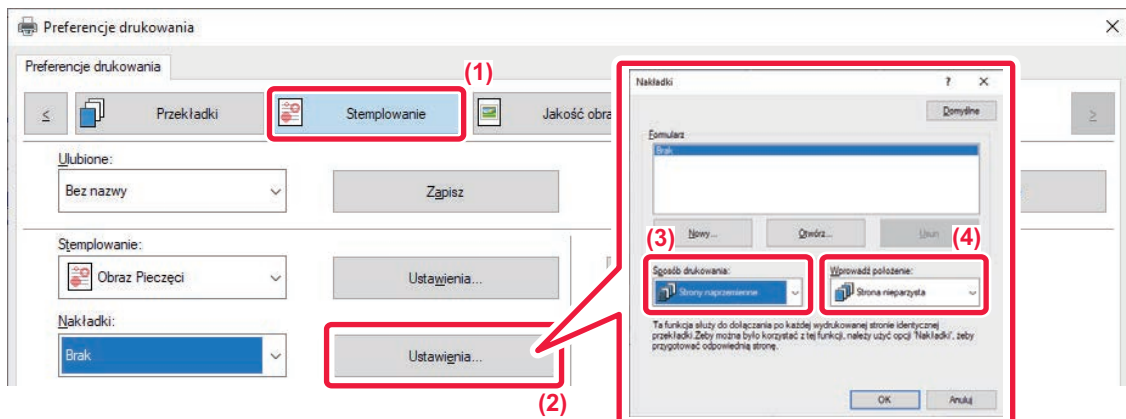 Preferencje drukowania
Preferencje drukowania
(1)
Przekładki
Stemplowanie
Jakość obra
Ulubione:
Bez nazwy
Zapisz
Stemplowanie:
Obraz Pieczęci
Ustawienia...
Nakładki:
Brak
Ustawienia...
(2)
Nakładki
?
Domyślne
Formularz
Brak
Nowy...
Otwórz...
Usuń
(3)
(4)
Sposób drukowania:
Wprowadź położenie:
Strony naprzemienne
Strona nieparzysta
Ta funkcja służy do dołączania po każdej wydrukowanej stronie identycznej
przekładki.Żeby można było korzystać z tej funkcji, należy użyć opcji 'Nakładki', żeby
przygotować odpowiednią stronę.
OK
Anuluj